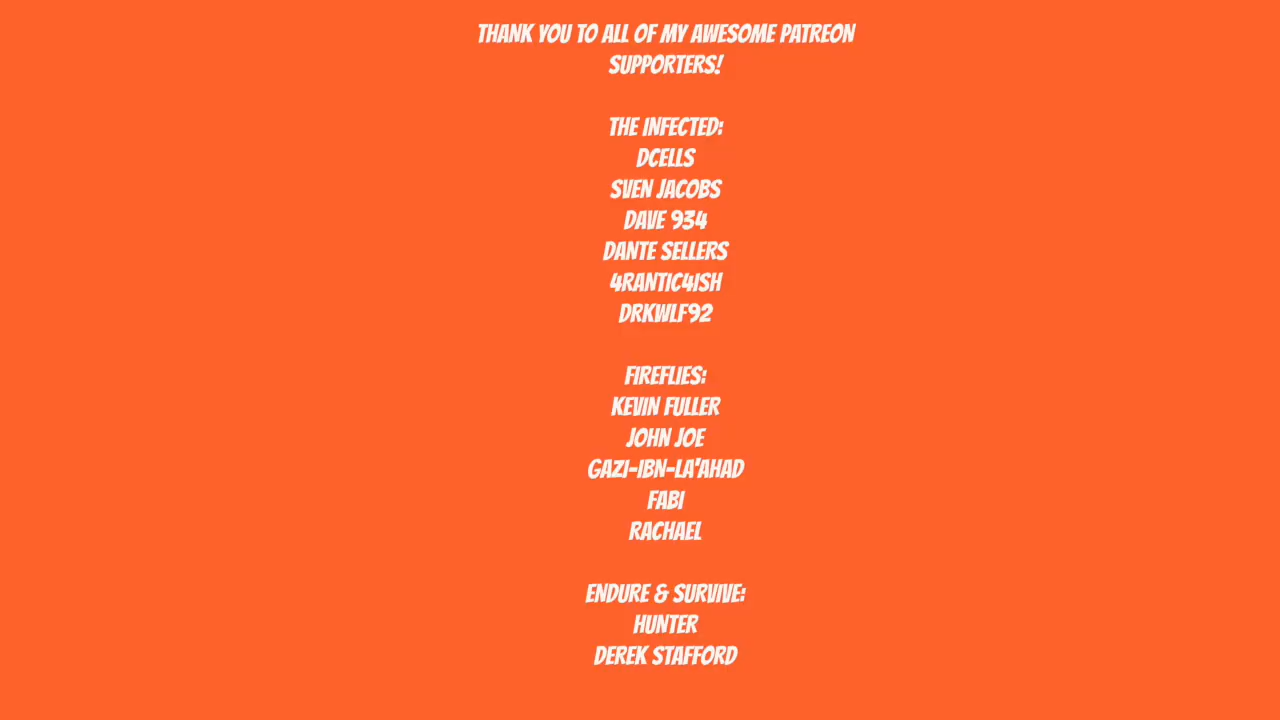 THANK YOU TO ALL OF MY AWESOME PATREON
SUPPORTERS!
THE INFECTED:
DCELLS
SVEN JACOBS
DAVE 934
DANTE SELLERS
4RANTIC4ISH
DRKWLF92
FIREFLIES:
KEVIN FULLER
JOHN JOE
GAZI-IBN-LA'AHAD
FABI
RACHAEL
ENDURE & SURVIVE:
HUNTER
DEREK STAFFORD